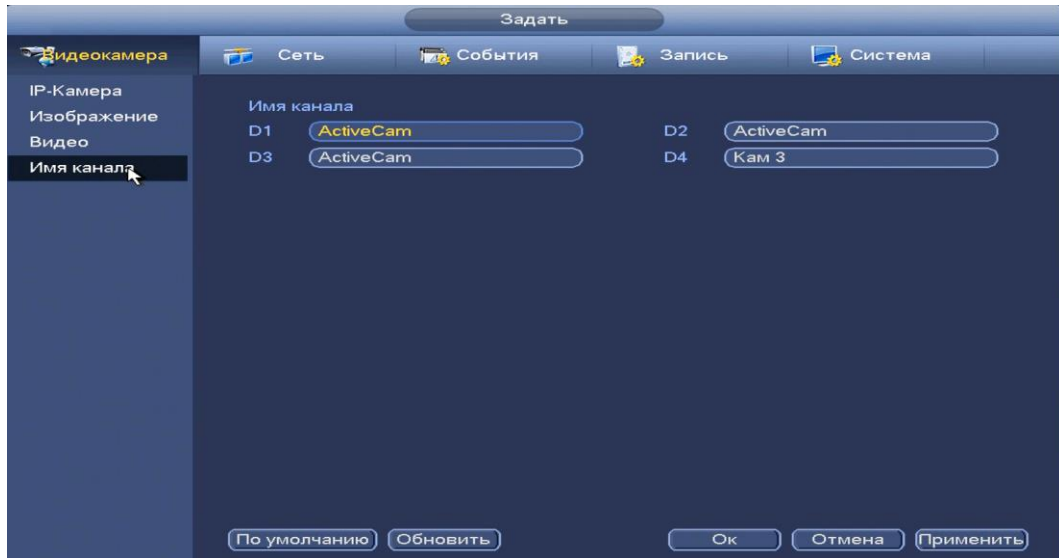 Задать
Видеокамера Сеть События Запись Система
IP-Камера
Изображение
Видео
Имя канала
Имя канала
D1 ActiveCam D2 ActiveCam
D3 ActiveCam D4 Кам 3
По умолчанию Обновить Ок Отмена Применить